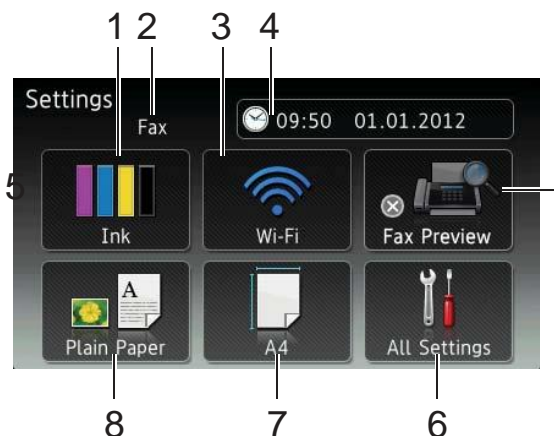 1 2 3 4
Settings
Fax
09:50 01.01.2012
5
Ink Wi-Fi Fax Preview
A
Plain Paper A4 All Settings
8 7 6